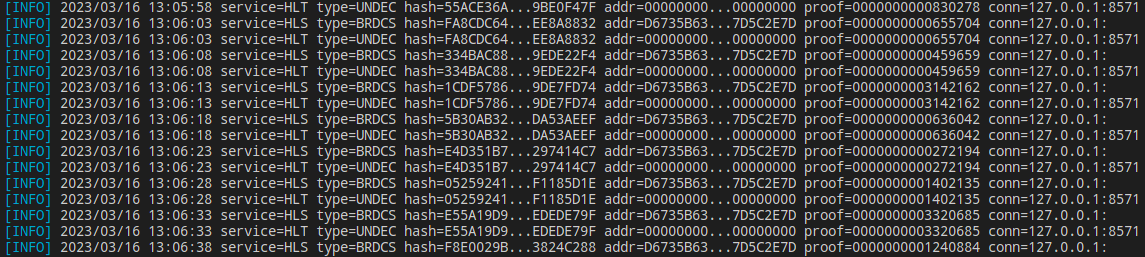 [INFO] 2023/03/16 13:05:58 service=HLT type=UNDEC hash=55ACE36A...9BE0F47F addr=00000000...00000000 proof=0000000000830278 conn=127.0.0.1:8571
[INFO] 2023/03/16 13:06:03 service=HLS type=BRDCS hash=FA8CDC64...EE8A8832 addr=D6735B63...7D5C2E7D proof=0000000000655704 conn=127.0.0.1:
[INFO] 2023/03/16 13:06:03 service=HLT type=UNDEC hash=FA8CDC64...EE8A8832 addr=00000000...00000000 proof=0000000000655704 conn=127.0.0.1:8571
[INFO] 2023/03/16 13:06:08 service=HLS type=BRDCS hash=334BAC88...9EDE22F4 addr=D6735B63...7D5C2E7D proof=0000000000459659 conn=127.0.0.1:
[INFO] 2023/03/16 13:06:08 service=HLT type=UNDEC hash=334BAC88...9EDE22F4 addr=00000000...00000000 proof=0000000000459659 conn=127.0.0.1:8571
[INFO] 2023/03/16 13:06:13 service=HLS type=BRDCS hash=1CDF5786...9DE7FD74 addr=D6735B63...7D5C2E7D proof=0000000003142162 conn=127.0.0.1:
[INFO] 2023/03/16 13:06:13 service=HLT type=UNDEC hash=1CDF5786...9DE7FD74 addr=00000000...00000000 proof=0000000003142162 conn=127.0.0.1:8571
[INFO] 2023/03/16 13:06:18 service=HLS type=BRDCS hash=5B30AB32...DA53AEEF addr=D6735B63...7D5C2E7D proof=0000000000636042 conn=127.0.0.1:
[INFO] 2023/03/16 13:06:18 service=HLT type=UNDEC hash=5B30AB32...DA53AEEF addr=00000000...00000000 proof=0000000000636042 conn=127.0.0.1:8571
[INFO] 2023/03/16 13:06:23 service=HLS type=BRDCS hash=E4D351B7...297414C7 addr=D6735B63...7D5C2E7D proof=0000000000272194 conn=127.0.0.1:
[INFO] 2023/03/16 13:06:23 service=HLT type=UNDEC hash=E4D351B7...297414C7 addr=00000000...00000000 proof=0000000000272194 conn=127.0.0.1:8571
[INFO] 2023/03/16 13:06:28 service=HLS type=BRDCS hash=05259241...F1185D1E addr=D6735B63...7D5C2E7D proof=0000000001402135 conn=127.0.0.1:
[INFO] 2023/03/16 13:06:28 service=HLT type=UNDEC hash=05259241...F1185D1E addr=00000000...00000000 proof=0000000001402135 conn=127.0.0.1:8571
[INFO] 2023/03/16 13:06:33 service=HLS type=BRDCS hash=E55A19D9...EDEDE79F addr=D6735B63...7D5C2E7D proof=0000000003320685 conn=127.0.0.1:
[INFO] 2023/03/16 13:06:33 service=HLT type=UNDEC hash=E55A19D9...EDEDE79F addr=00000000...00000000 proof=0000000003320685 conn=127.0.0.1:8571
[INFO] 2023/03/16 13:06:38 service=HLS type=BRDCS hash=F8E0029B...3824C288 addr=D6735B63...7D5C2E7D proof=0000000001240884 conn=127.0.0.1: